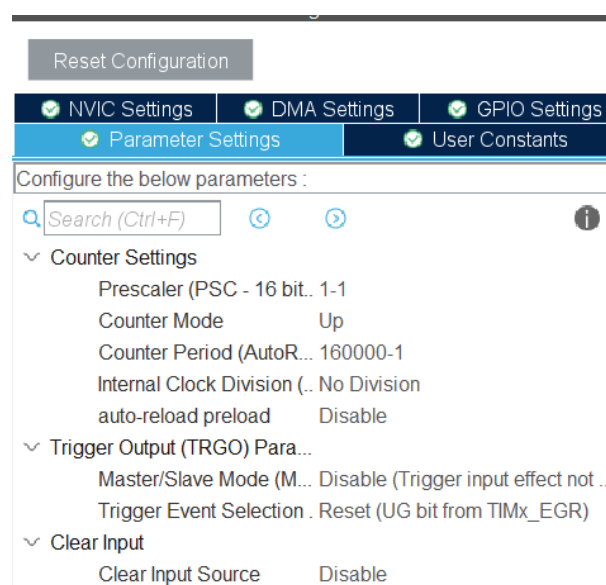 Reset Configuration
NVIC Settings DMA Settings GPIO Settings
Parameter Settings User Constants
Configure the below parameters :
Search (Ctrl+F)
Counter Settings
Prescaler (PSC - 16 bit.. 1-1
Counter Mode Up
Counter Period (AutoR... 160000-1
Internal Clock Division (.. No Division
auto-reload preload Disable
Trigger Output (TRGO) Para...
Master/Slave Mode (M... Disable (Trigger input effect not ..
Trigger Event Selection . Reset (UG bit from TIMx_EGR)
Clear Input
Clear Input Source Disable